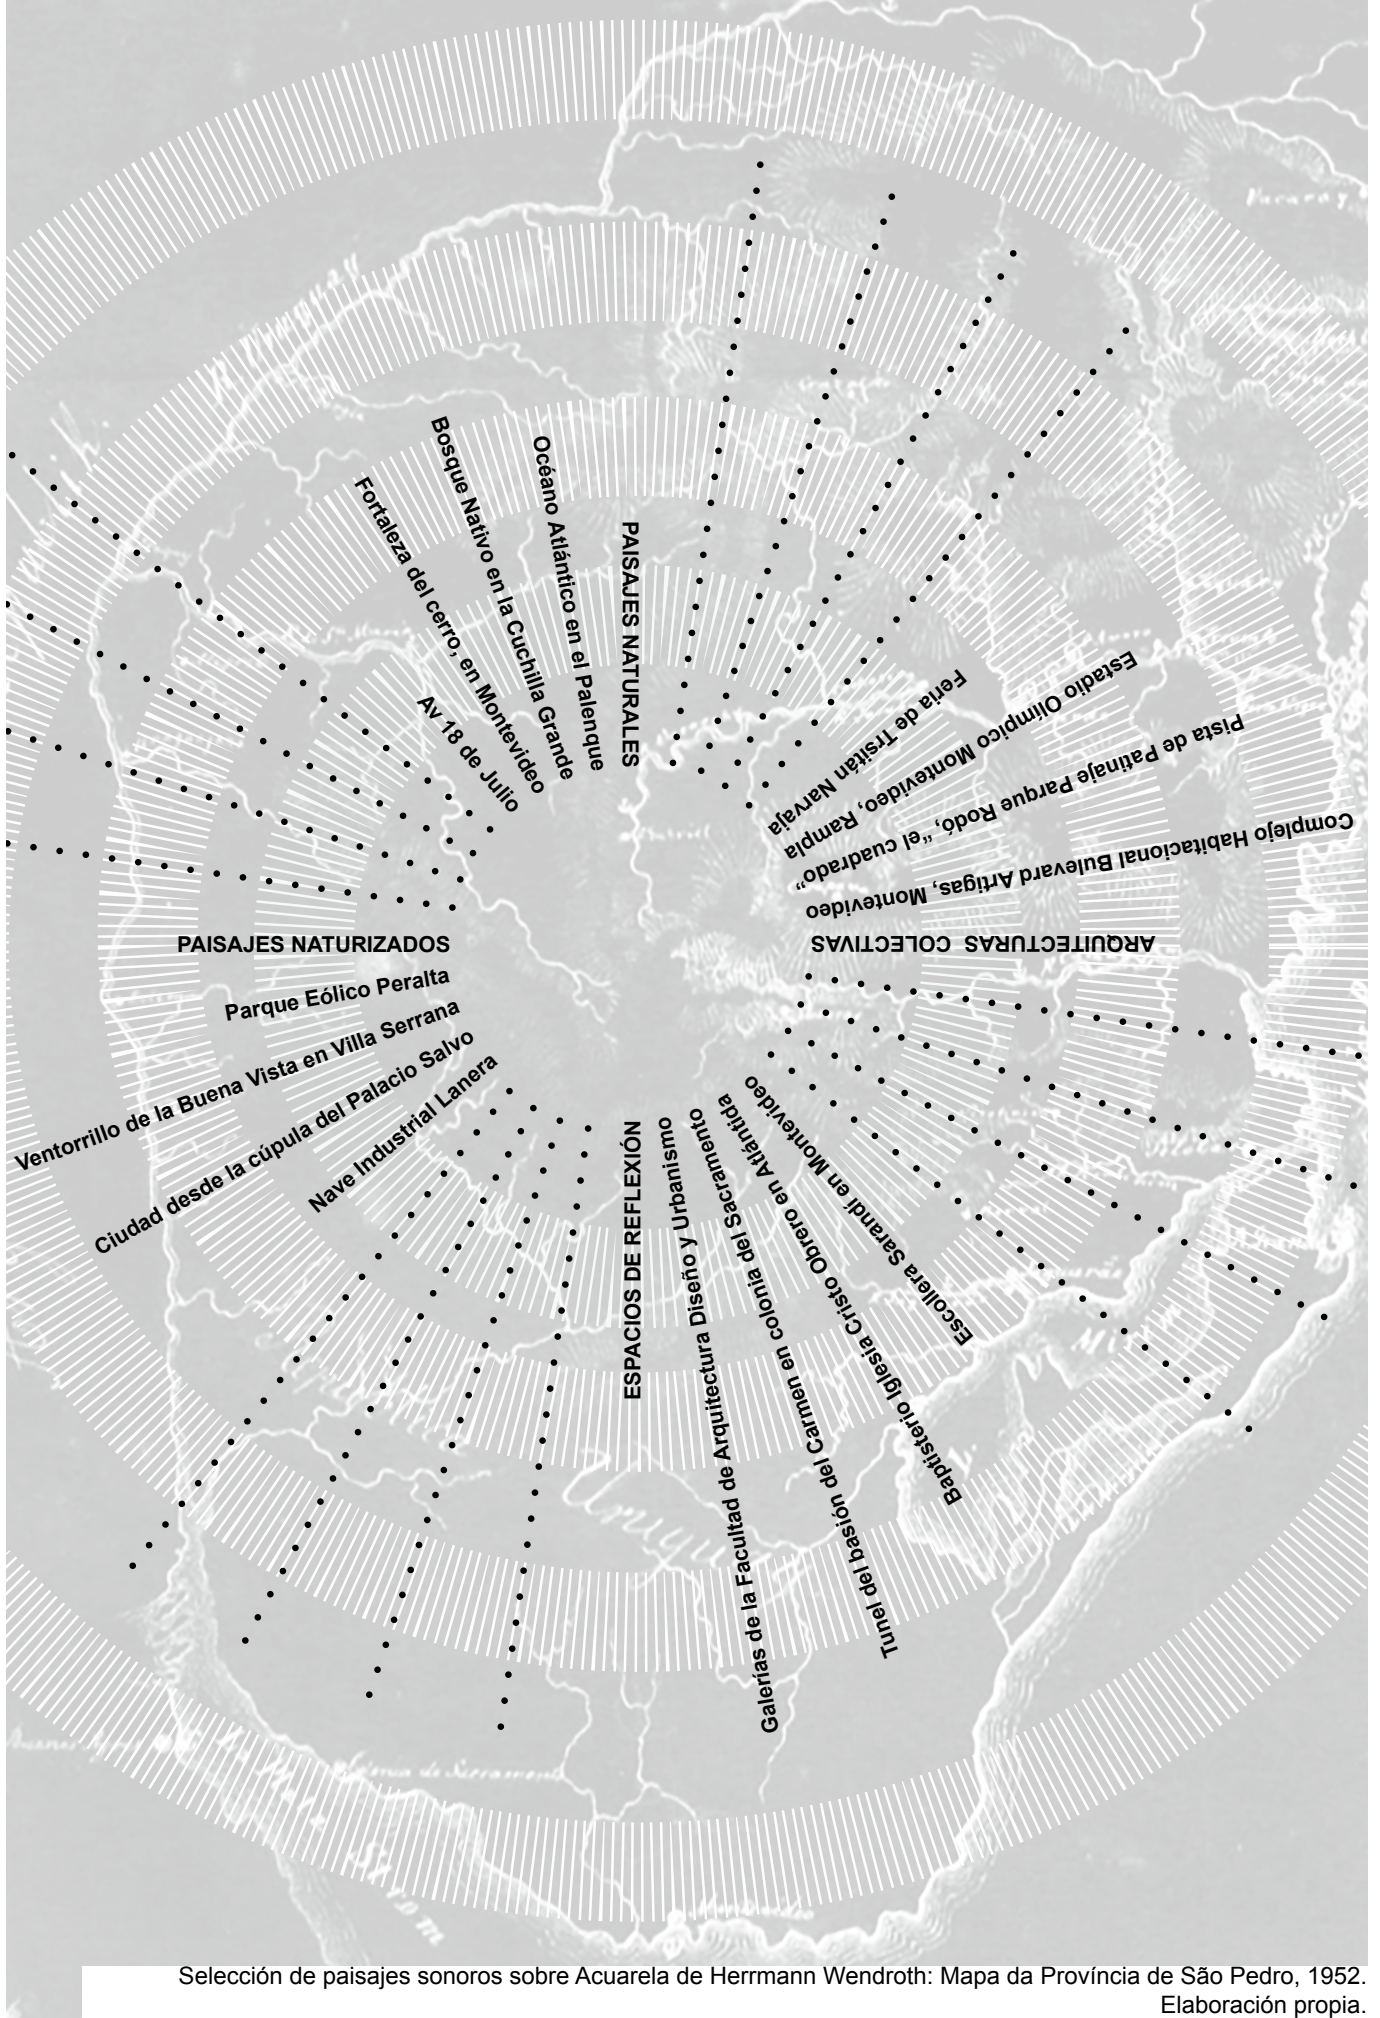 PAISAJES NATURALES
Océano Atlántico en el Palenque
Bosque Nativo en la Cuchilla Grande
Fortaleza del cerro, en Montevideo
Av 18 de Julio
PAISAJES NATURIZADOS
Parque Eólico Peralta
Ventorrillo de la Buena Vista en Villa Serrana
Ciudad desde la cúpula del Palacio Salvo
Nave Industrial Lanera
ESPACIOS DE REFLEXIÓN
Galerías de la Facultad de Arquitectura Diseño y Urbanismo
Tunel del basión del Carmen en colonia del Sacramento
Baptisterio Iglesia Cristo Obrero en Atlántida
Escollera Sarandí en Montevideo
ARQUITECTURAS COLECTIVAS
Complejo Habitacional Bulevard Artigas, Montevideo
Pista de Patinaje Parque Rodó, “el cuadrado”
Estadio Olímpico Montevideo, Rampla
Feria de Trsitán Narvaja
Colonia do Sacramento
Selección de paisajes sonoros sobre Acuarela de Herrmann Wendroth: Mapa da Província de São Pedro, 1952.
Elaboración propia.